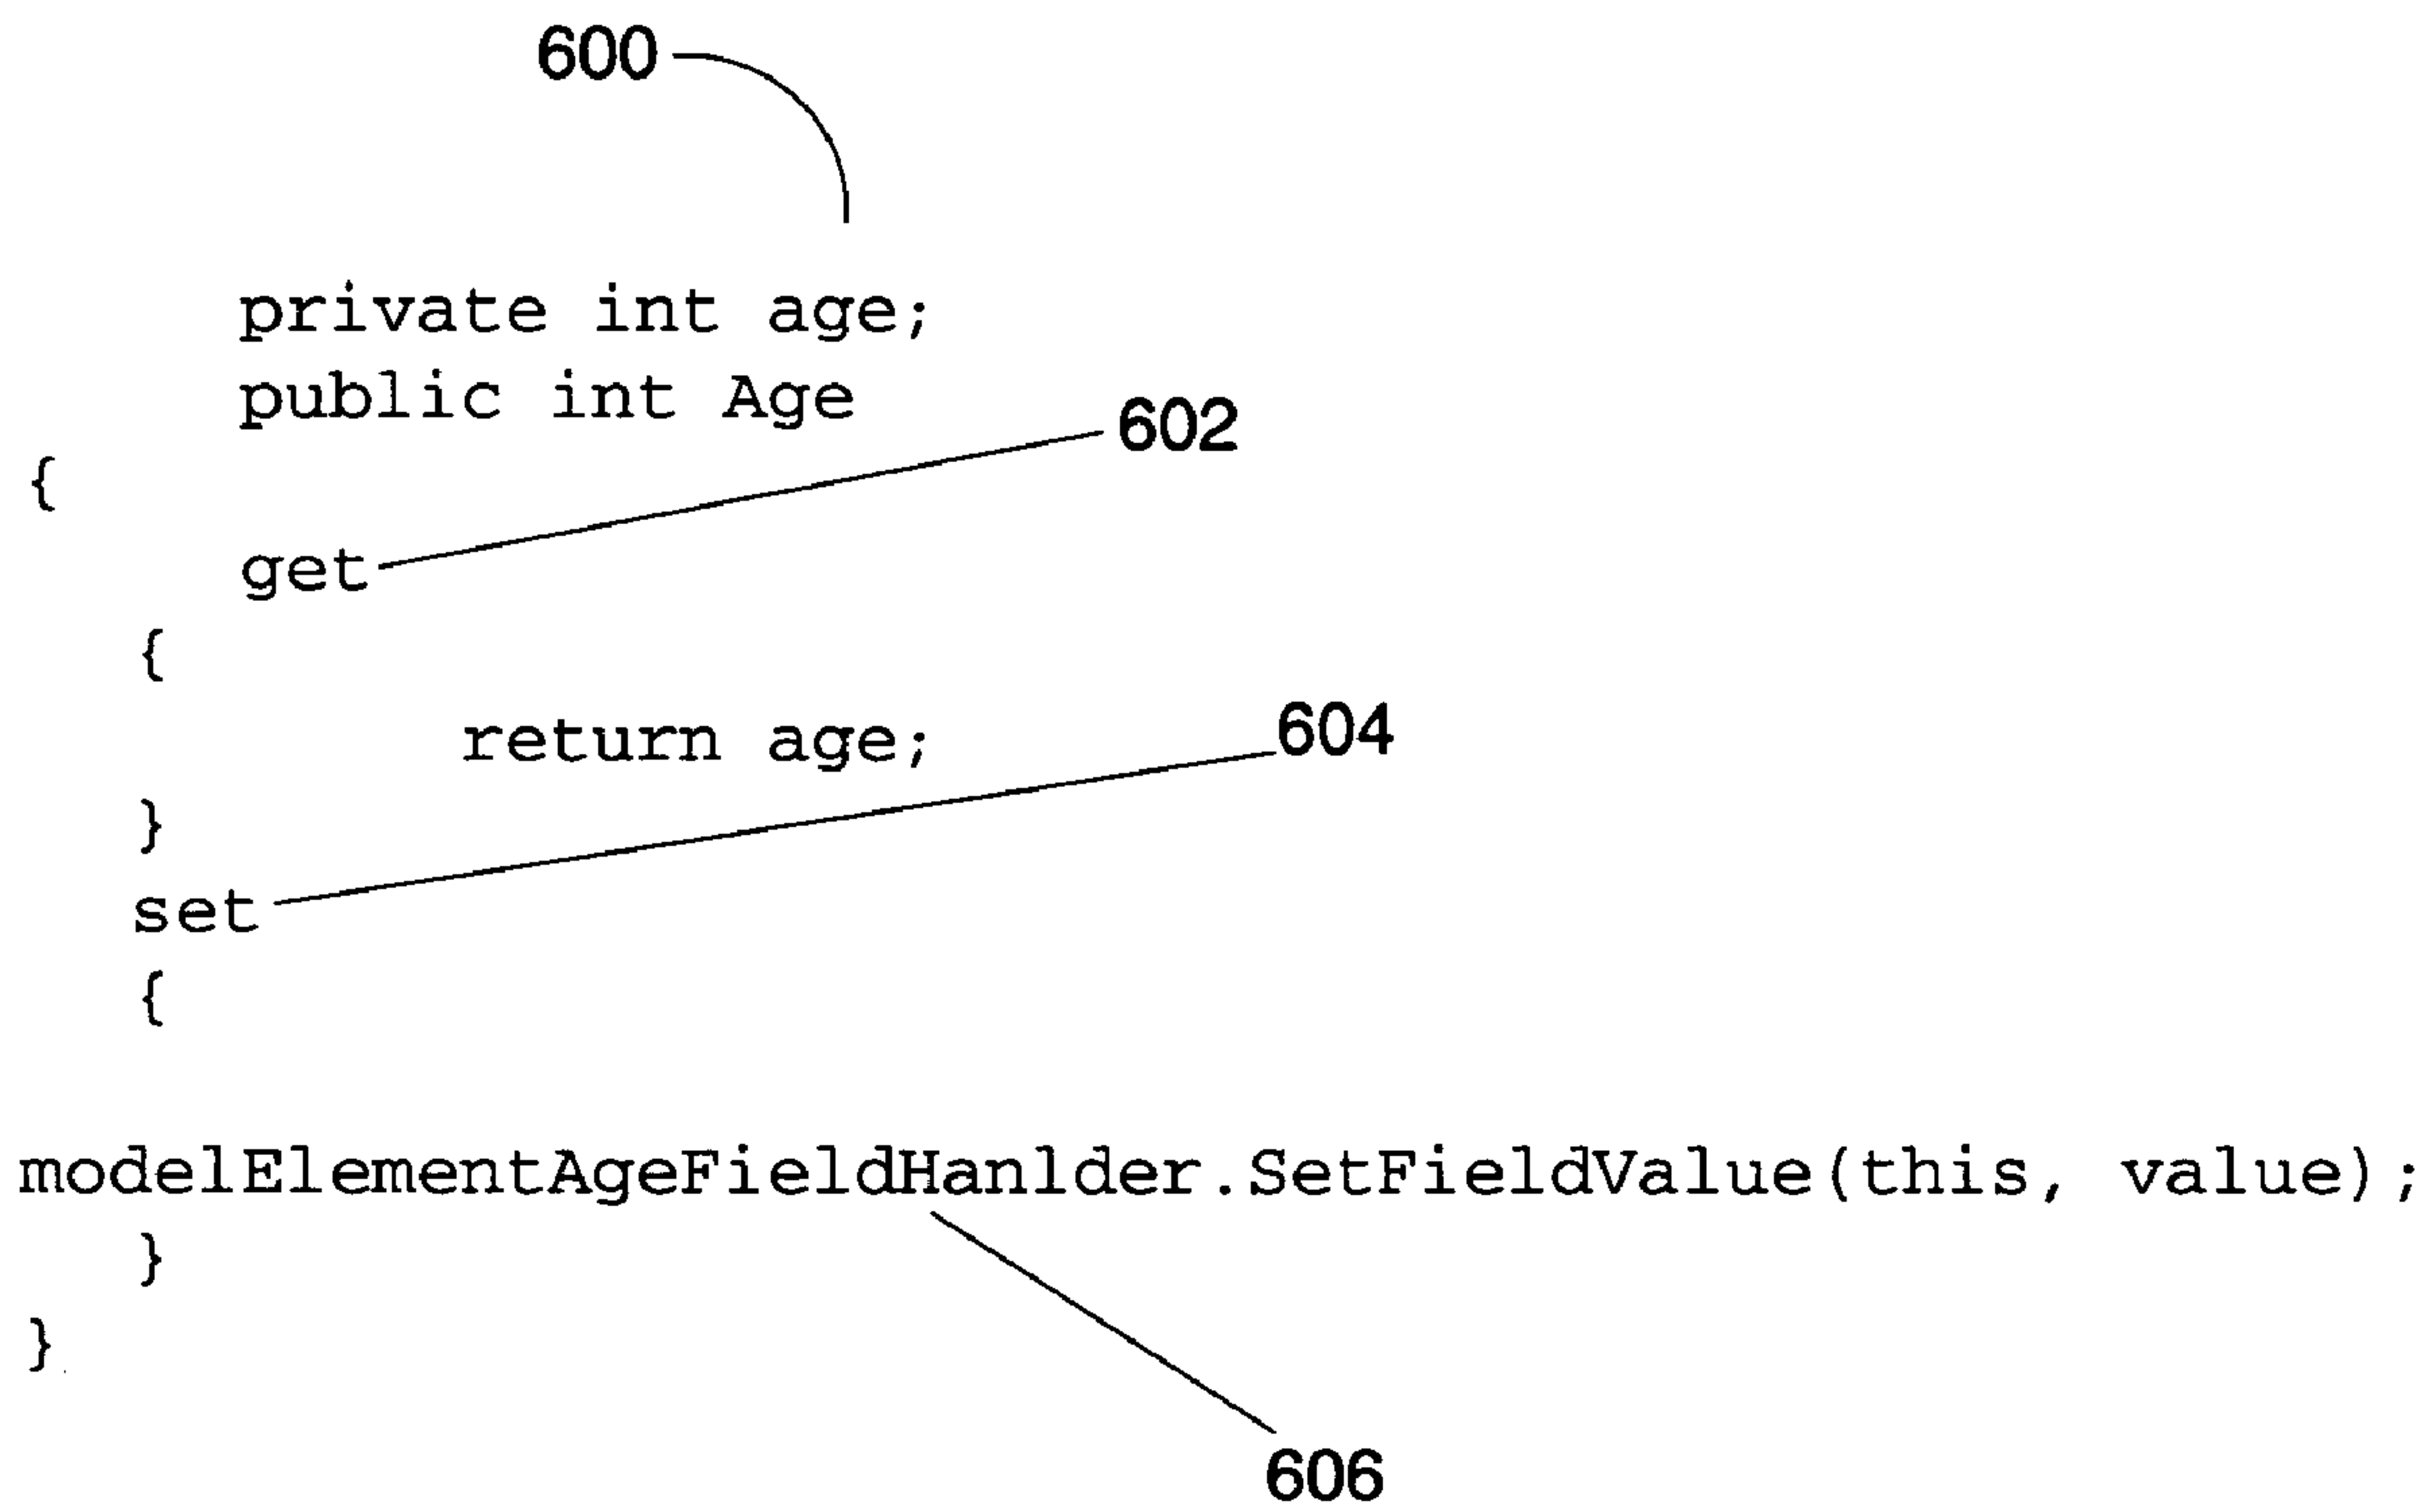 600
private int age;
public int Age
602
{
get
{
return age;
604
}
set
{
modelElementAgeFieldHanlder.SetFieldValue(this, value);
}
}
606